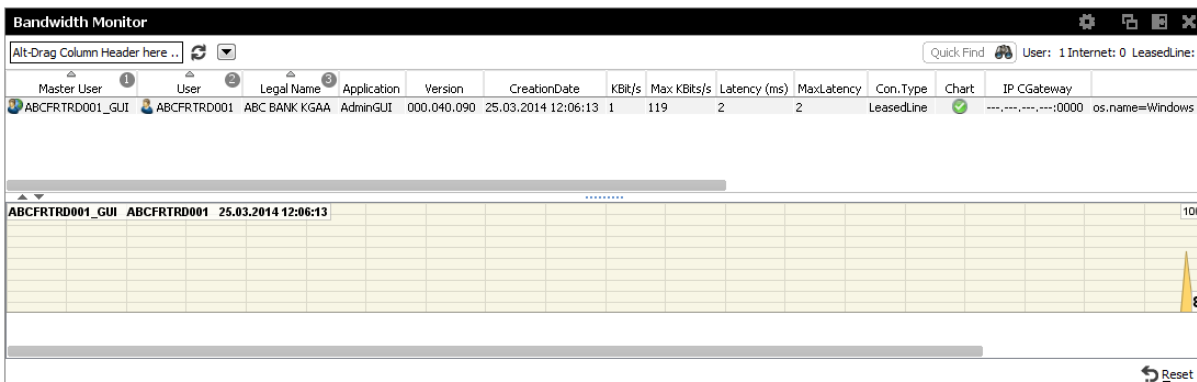 Bandwidth Monitor
Alt-Drag Column Header here .. Quick Find User: 1 Internet: 0 LeasedLine:
Master User 1 User 2 Legal Name 3 Application Version CreationDate KBit/s Max KBits/s Latency (ms) MaxLatency Con.Type Chart IP CGateway
ABCFRTRD001_GUI ABCFRTRD001 ABC BANK KGAA AdminGUI 000.040.090 25.03.2014 12:06:13 1 119 2 2 LeasedLine ---.---.---.---:0000 os.name=Windows
ABCFRTRD001_GUI ABCFRTRD001 25.03.2014 12:06:13
Reset